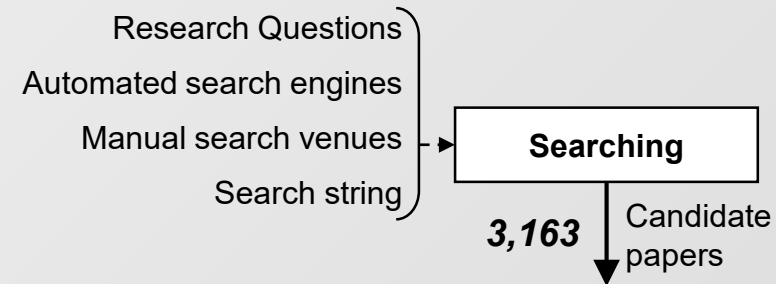 Research Questions
Automated search engines
Manual search venues
Search string
Searching
3,163
Candidate
papers